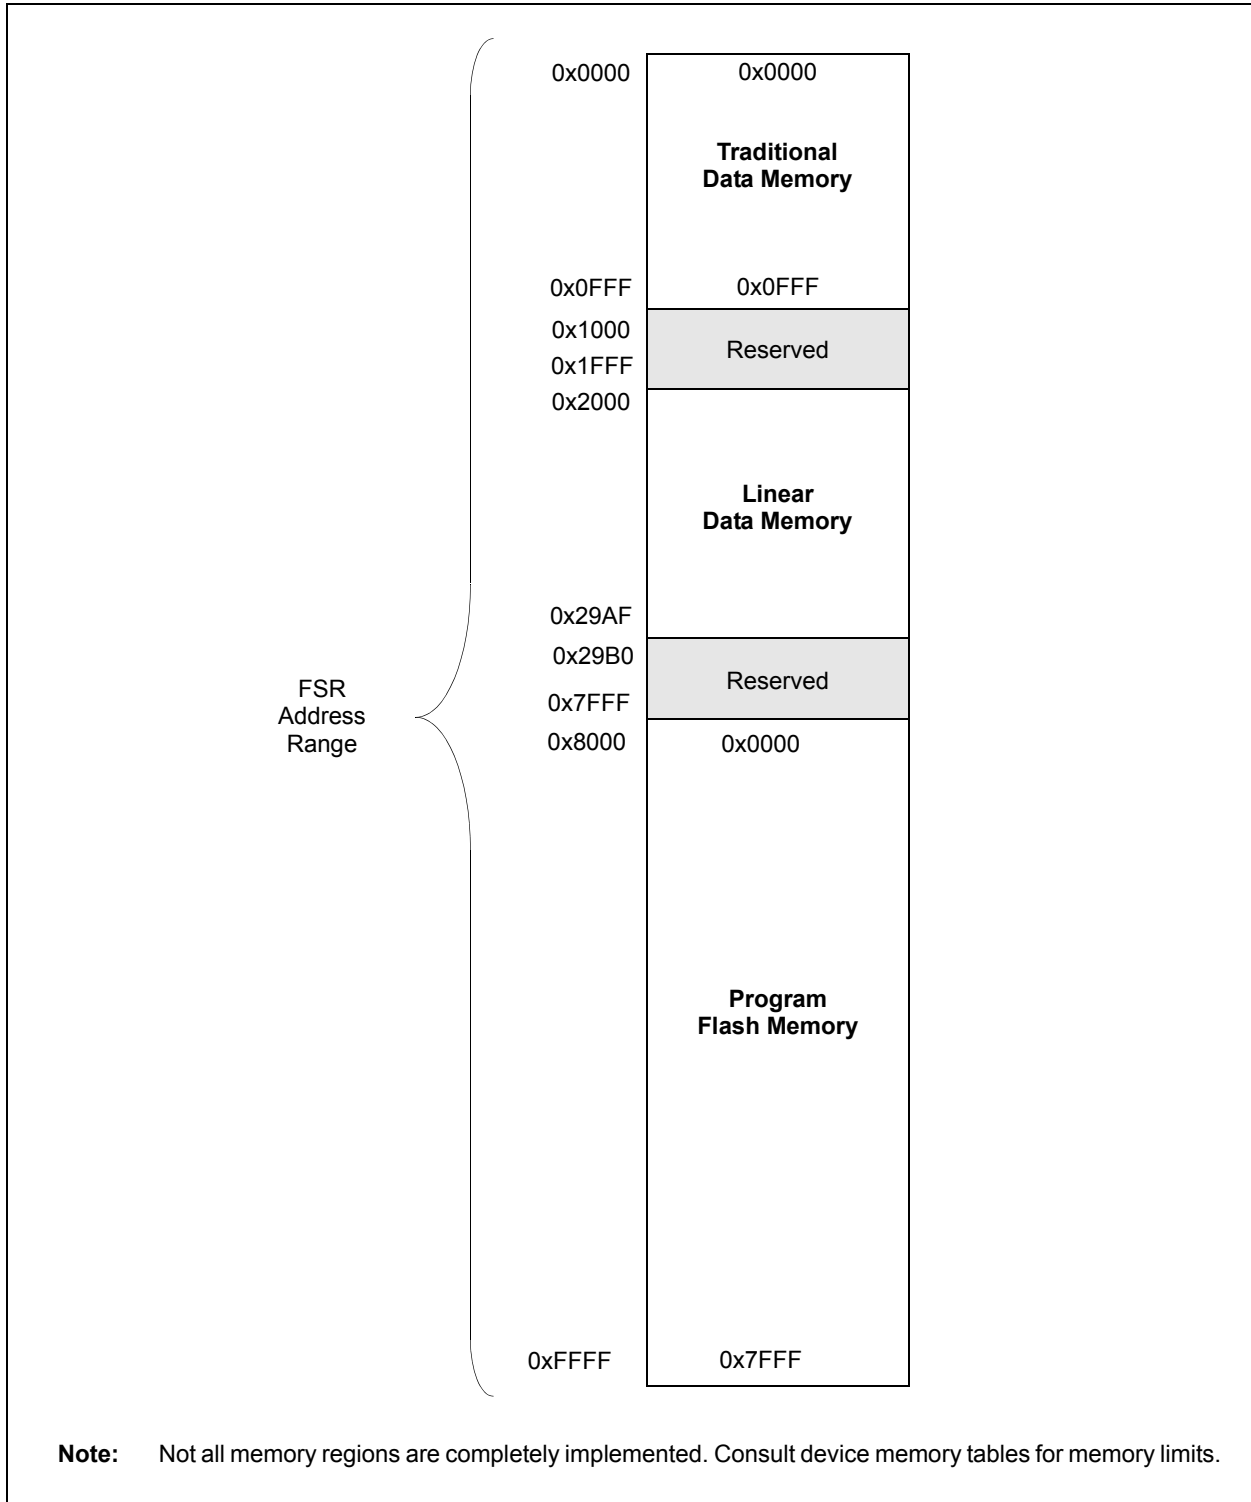 0x0000 0x0000
Traditional
Data Memory
0x0FFF 0x0FFF
0x1000
Reserved
0x1FFF
0x2000
Linear
Data Memory
0x29AF
0x29B0
Reserved
0x7FFF
FSR
Address
Range
0x8000 0x0000
Program
Flash Memory
0xFFFF 0x7FFF
Note: Not all memory regions are completely implemented. Consult device memory tables for memory limits.